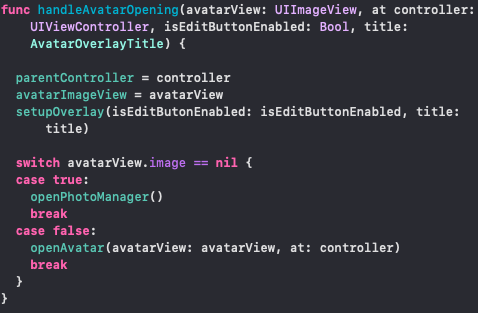 func handleAvatarOpening(avatarView: UIImageView, at controller:
UIViewController, isEditButtonEnabled: Bool, title:
AvatarOverlayTitle) {
parentController = controller
avatarImageView = avatarView
setupOverlay(isEditButonEnabled: isEditButtonEnabled, title:
title)
switch avatarView.image == nil {
case true:
openPhotoManager()
break
case false:
openAvatar(avatarView: avatarView, at: controller)
break
}
}